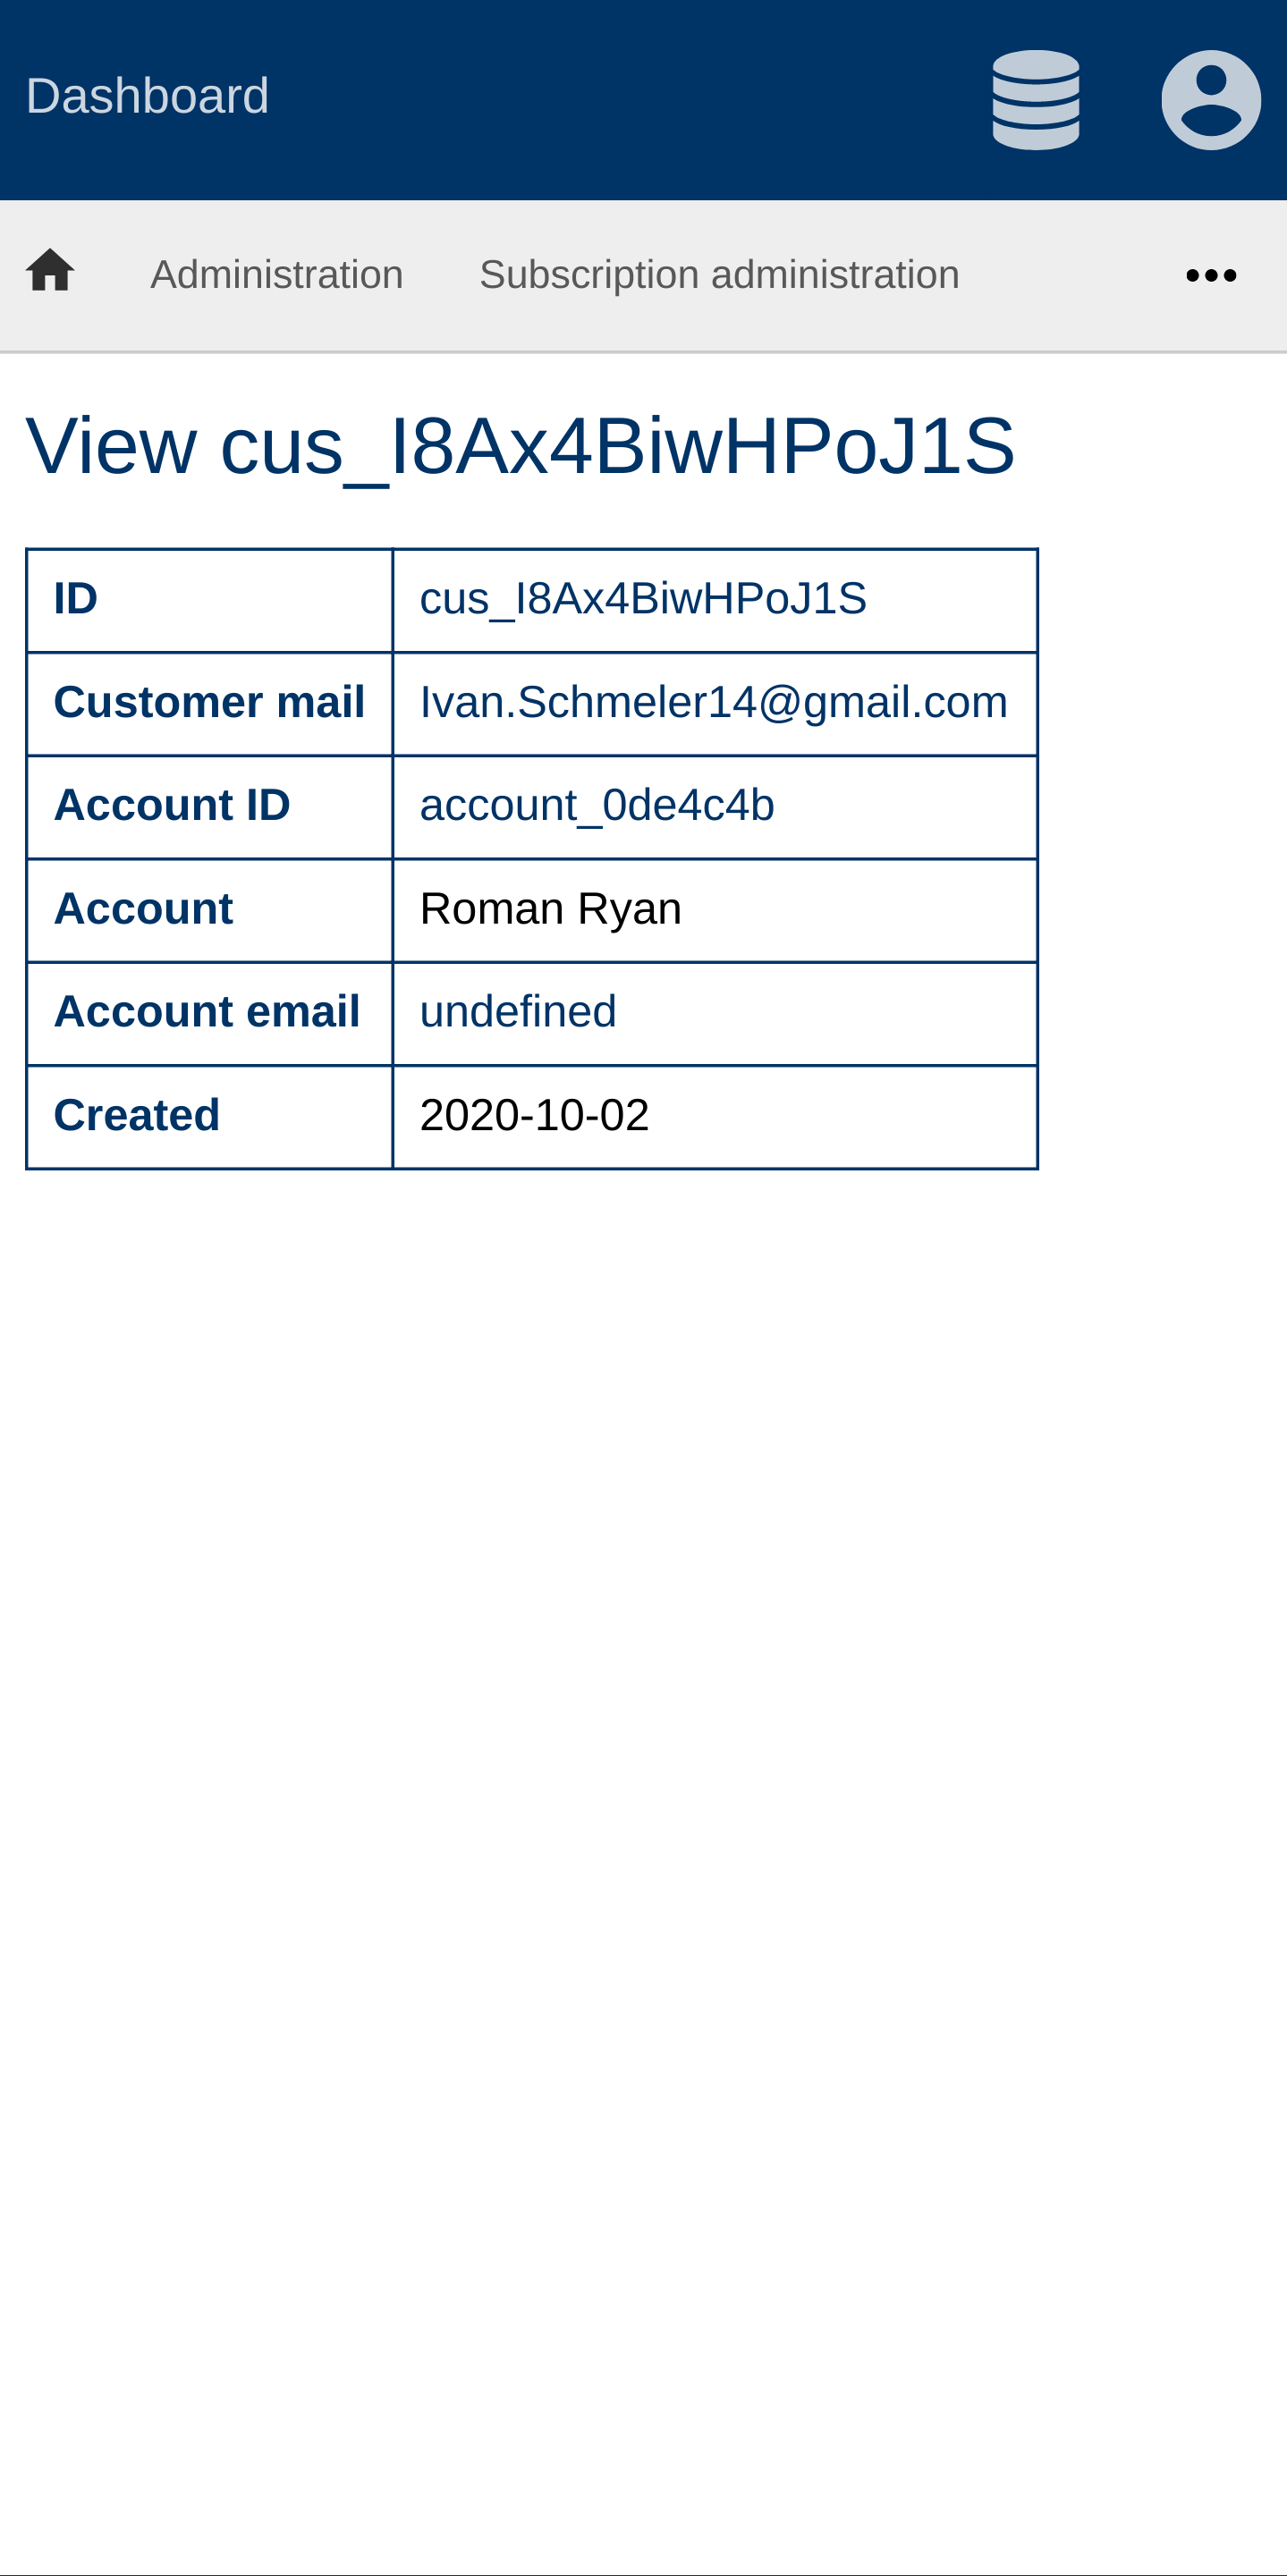 Dashboard
Administration Subscription administration
View cus_I8Ax4BiwHPoJ1S
ID cus_I8Ax4BiwHPoJ1S
Customer mail Ivan.Schmeler14@gmail.com
Account ID account_0de4c4b
Account Roman Ryan
Account email undefined
Created 2020-10-02